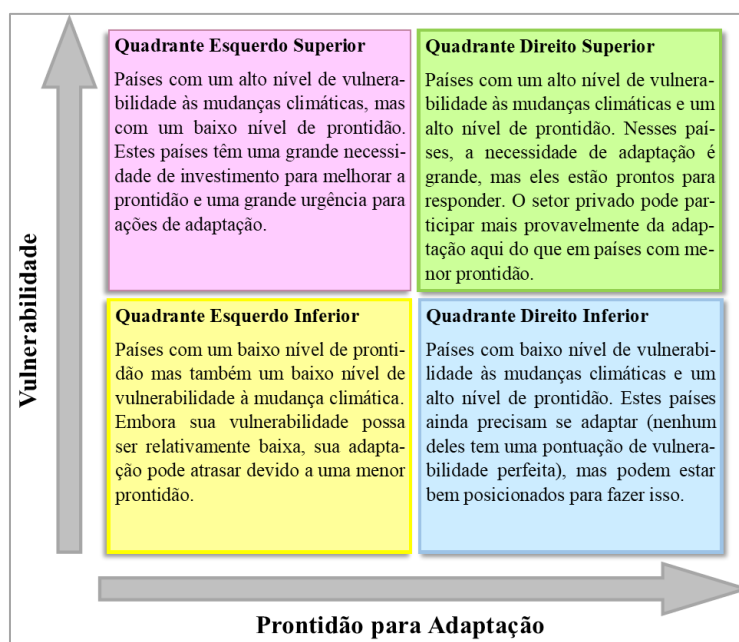 Vulnerabilidade
Quadrante Esquerdo Superior
Países com um alto nível de vulnera-
bilidade às mudanças climáticas, mas
com um baixo nível de prontidão.
Estes países têm uma grande necessi-
dade de investimento para melhorar a
prontidão e uma grande urgência para
ações de adaptação.
Quadrante Direito Superior
Países com um alto nível de vulnera-
bilidade às mudanças climáticas e um
alto nível de prontidão. Nesses paí-
ses, a necessidade de adaptação é
grande, mas eles estão prontos para
responder. O setor privado pode par-
ticipar mais provavelmente da adap-
tação aqui do que em países com me-
nor prontidão.
Quadrante Esquerdo Inferior
Países com um baixo nível de pronti-
dão mas também um baixo nível de
vulnerabilidade à mudança climática.
Embora sua vulnerabilidade possa
ser relativamente baixa, sua adapta-
ção pode atrasar devido a uma menor
prontidão.
Quadrante Direito Inferior
Países com baixo nível de vulnerabi-
lidade às mudanças climáticas e um
alto nível de prontidão. Estes países
ainda precisam se adaptar (nenhum
deles tem uma pontuação de vulnera-
bilidade perfeita), mas podem estar
bem posicionados para fazer isso.
Prontidão para Adaptação